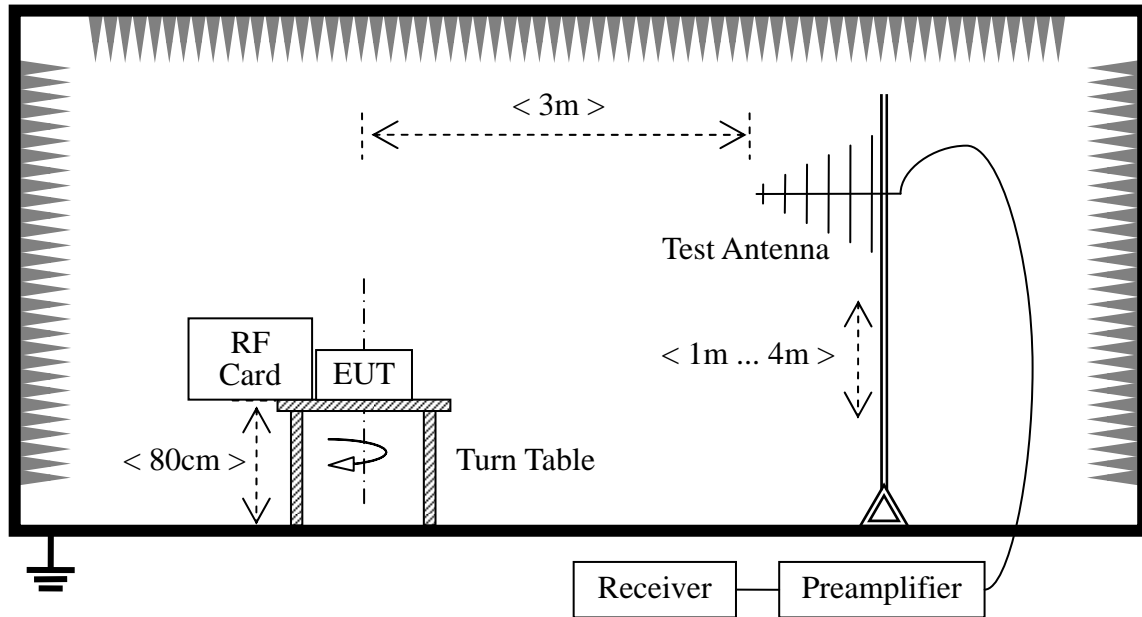 < 3m >
Test Antenna
RF
Card
EUT
< 1m ... 4m >
< 80cm >
Turn Table
Receiver
Preamplifier